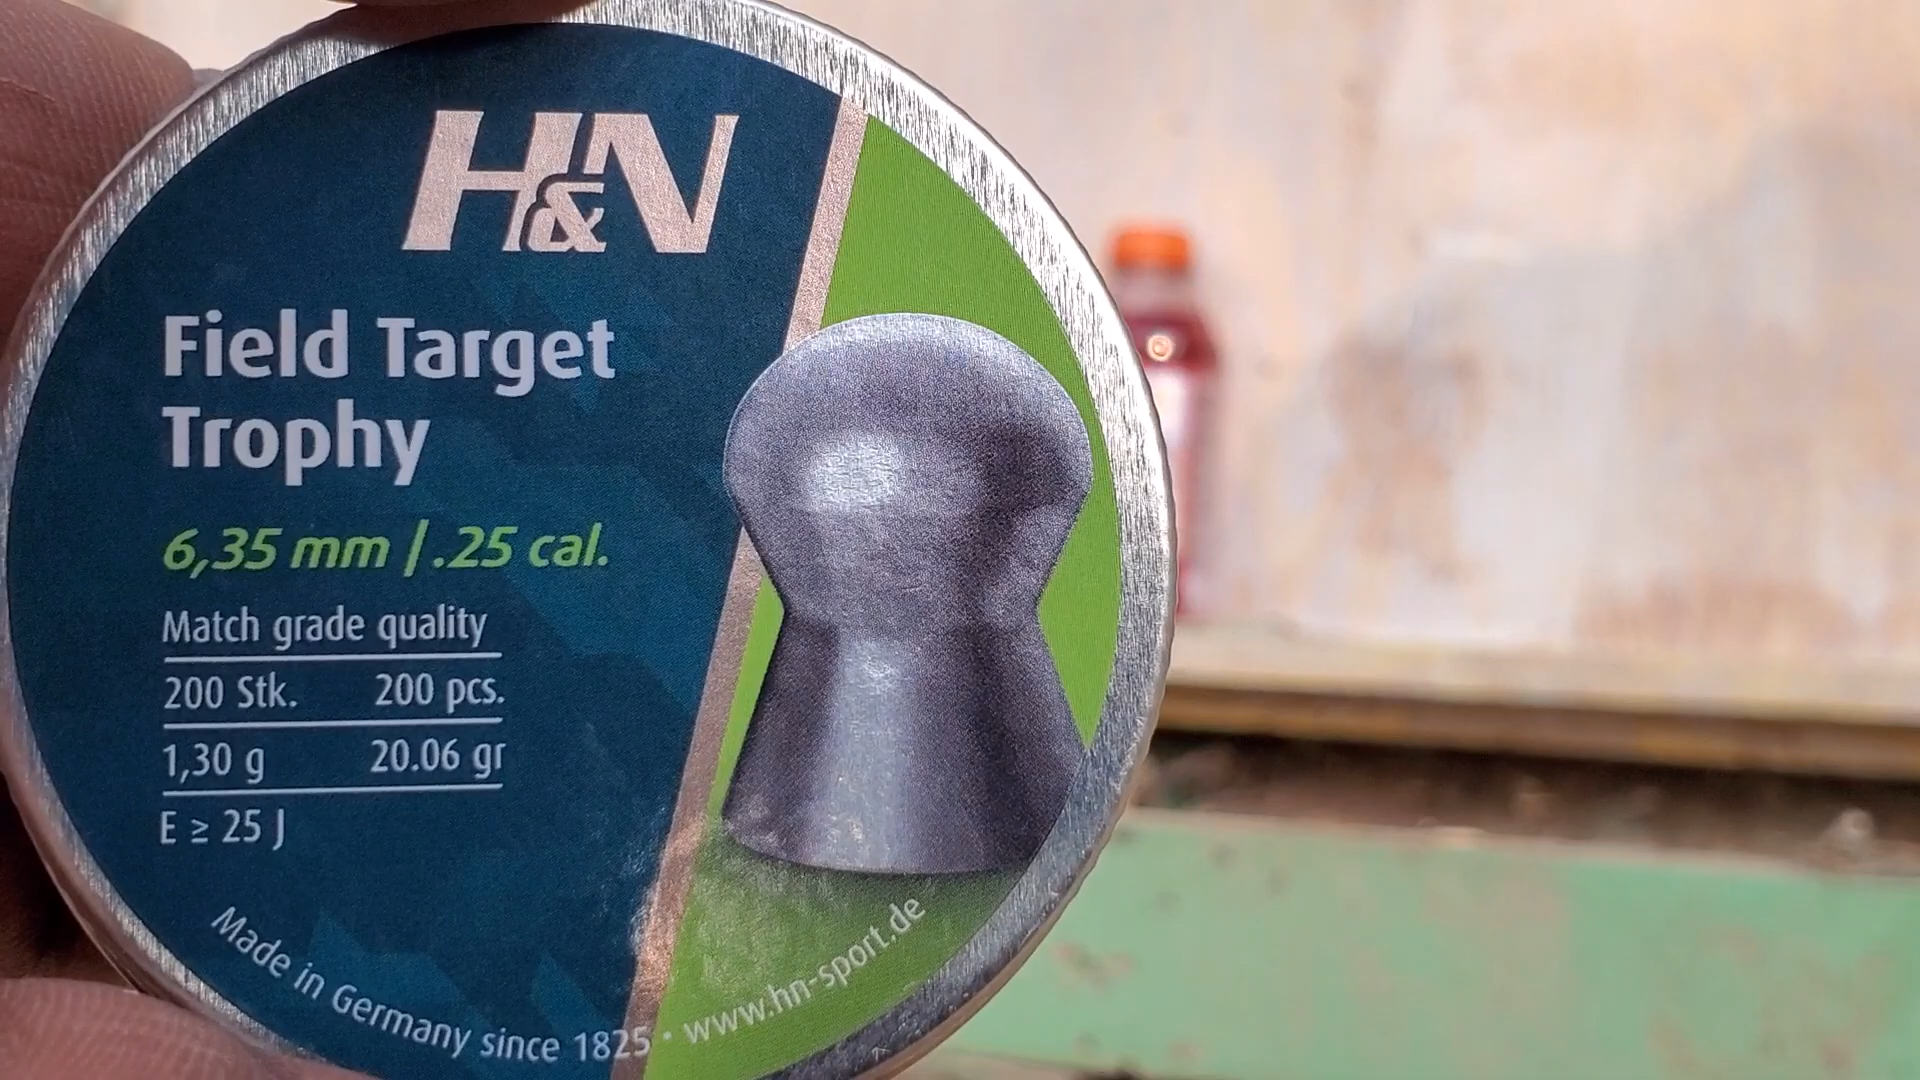 H&N
Field Target
Trophy
6,35 mm / .25 cal.
Match grade quality
200 Stk. 200 pcs.
1,30 g 20.06 gr
E ≥ 25 J
Made in Germany since 1825 · www.hn-sport.de